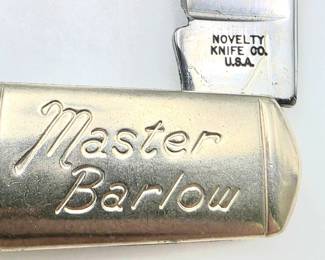 NOVELTY
KNIFE CO.
U.S.A.
Master
Barlow